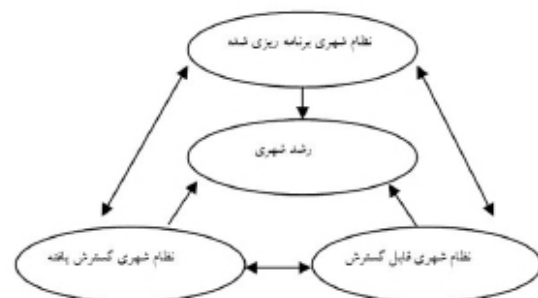 نظام شهری برنامه ریزی شده
رشد شهری
نظام شهری قابل گسترش
نظام شهری گسترش یافته